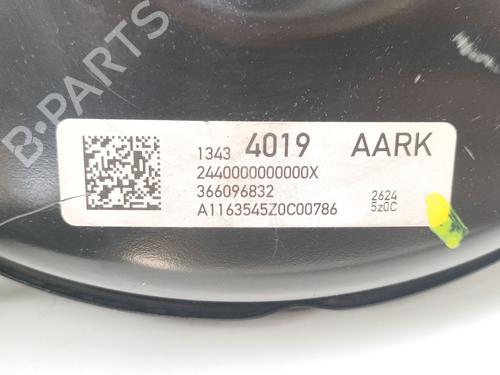 B-PARTS
1343 4019 AARK
2440000000000X
366096832 2624
A1163545Z0C00786 5z0C